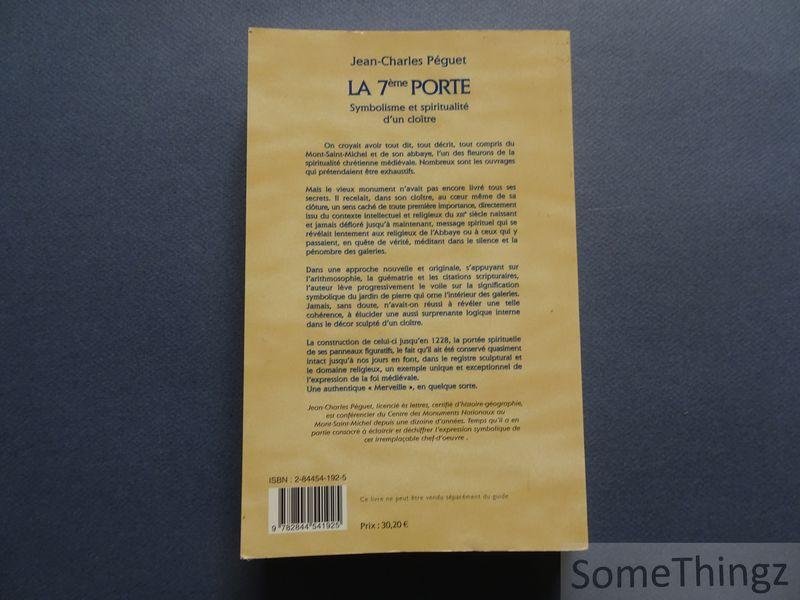 Jean-Charles Péguet
LA 7ème PORTE
Symbolisme et spiritualité
d'un cloître
On croyait avoir tout dit, tout décrit, tout compris du
Mont-Saint-Michel et de son abbaye, l'un des fleurons de la
spiritualité chrétienne médiévale. Nombreux sont les ouvrages
qui prétendaient être exhaustifs.
Mais le vieux monument n'avait pas encore livré tous ses
secrets. Il recelait, dans son cloître, au cœur même de sa
clôture, un sens caché de toute première importance, directement
issu du contexte intellectuel et religieux du XIIIe siècle naissant
et jamais défloré jusqu'à maintenant, message spirituel qui se
révélait lentement aux religieux de l'Abbaye ou à ceux qui y
passaient, en quête de vérité, méditant dans le silence et la
pénombre des galeries.
Dans une approche nouvelle et originale, s'appuyant sur
l'arithmosophie, la guématrie et les citations scripturaires,
l'auteur lève progressivement le voile sur la signification
symbolique du jardin de pierre qui orne l'intérieur des galeries.
Jamais, sans doute, n'avait-on réussi à révéler une telle
cohérence, à élucider une aussi surprenante logique interne
dans le décor sculpté d'un cloître.
La construction de celui-ci jusqu'en 1228, la portée spirituelle
de ses panneaux figuratifs, le fait qu'il ait été conservé quasiment
intact jusqu'à nos jours en font, dans le registre sculptural et
le domaine religieux, un exemple unique et exceptionnel de
l'expression de la foi médiévale.
Une authentique « Merveille », en quelque sorte.
Jean-Charles Péguet, licencié ès lettres, certifié d'histoire-géographie,
est conférencier du Centre des Monuments Nationaux au
Mont-Saint-Michel depuis une dizaine d'années. Temps qu'il a en
partie consacré à éclaircir et déchiffrer l'expression symbolique de
cet irremplaçable chef-d'oeuvre .
ISBN : 2-84454-192-5
Ce livre ne peut être vendu séparément du guide
9 782844 541925
Prix : 30,20 €
SomeThingz